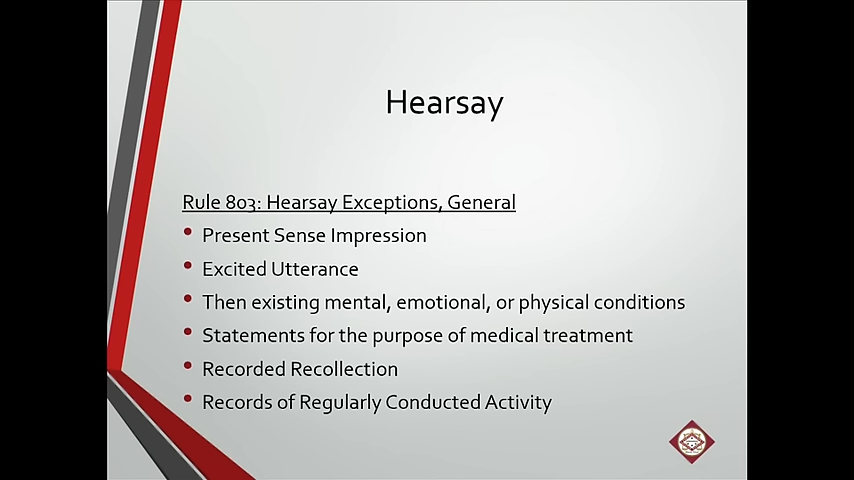 Hearsay
Rule 803: Hearsay Exceptions, General
• Present Sense Impression
• Excited Utterance
• Then existing mental, emotional, or physical conditions
• Statements for the purpose of medical treatment
• Recorded Recollection
• Records of Regularly Conducted Activity